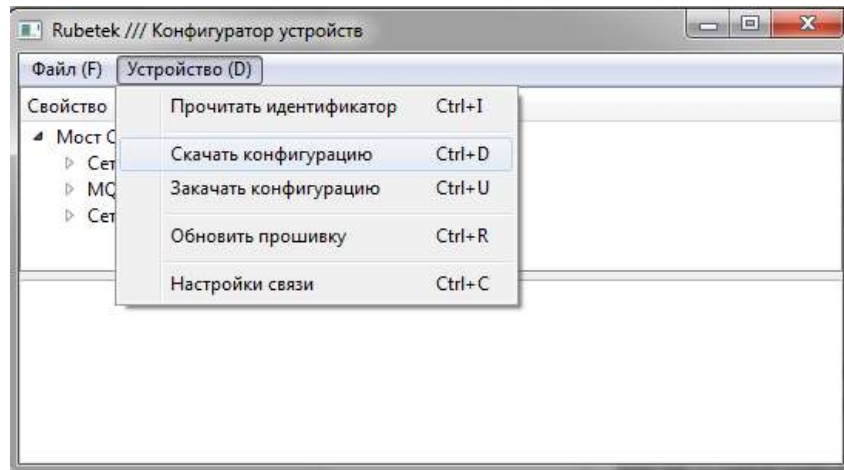 Rubetek /// Конфигуратор устройств
Файл (F) Устройство (D)
Свойство
Прочитать идентификатор Ctrl+I
Мост
Скачать конфигурацию Ctrl+D
Закачать конфигурацию Ctrl+U
Обновить прошивку Ctrl+R
Настройки связи Ctrl+C